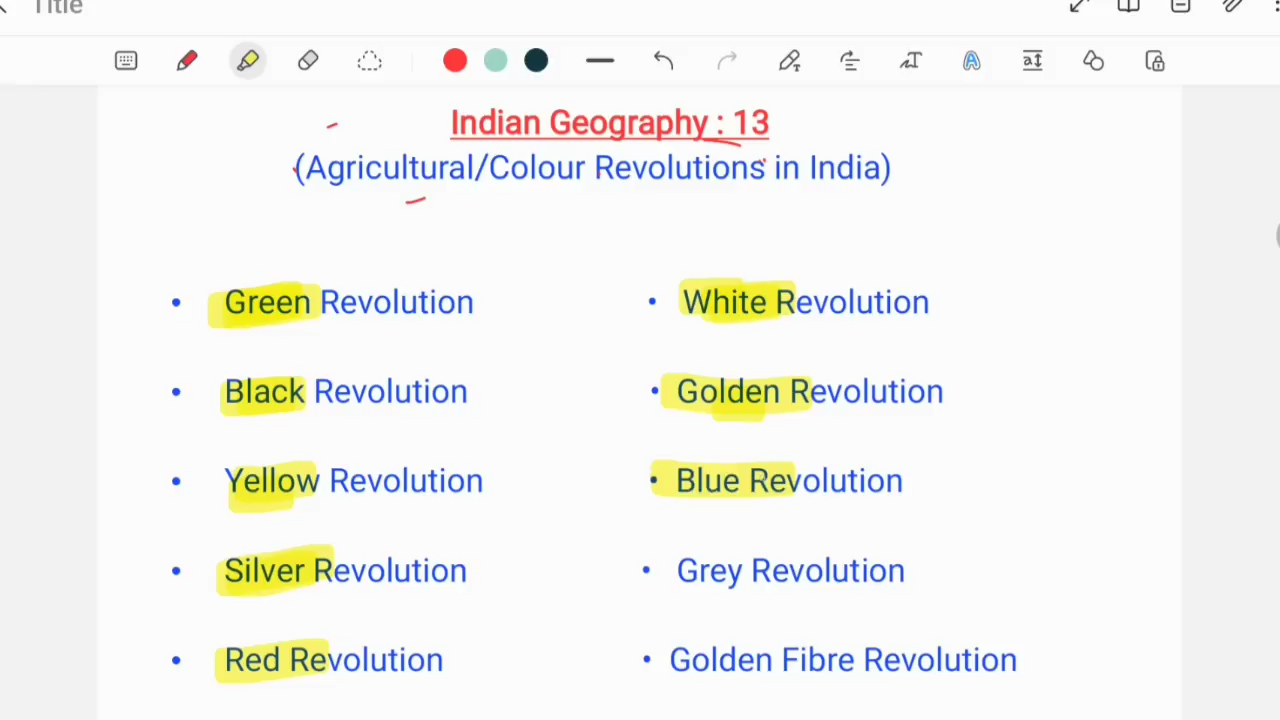 Title
Indian Geography : 13
(Agricultural/Colour Revolutions in India)
• Green Revolution
• White Revolution
• Black Revolution
• Golden Revolution
• Yellow Revolution
• Blue Revolution
• Silver Revolution
• Grey Revolution
• Red Revolution
• Golden Fibre Revolution